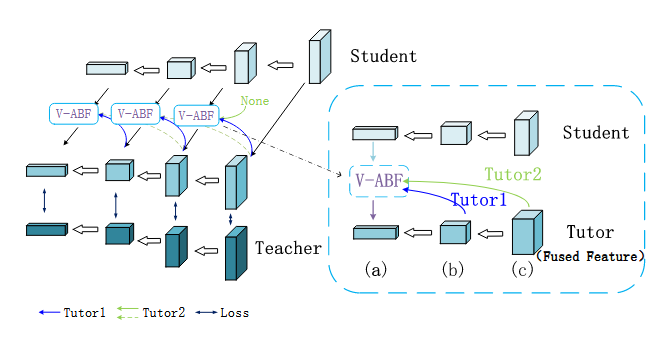 Student
V-ABF
V-ABF
V-ABF
None
Student
V-ABF
Tutor2
Tutor1
Teacher
Tutor
(Fused Feature)
(a)
(b)
(c)
Tutor1
Tutor2
Loss